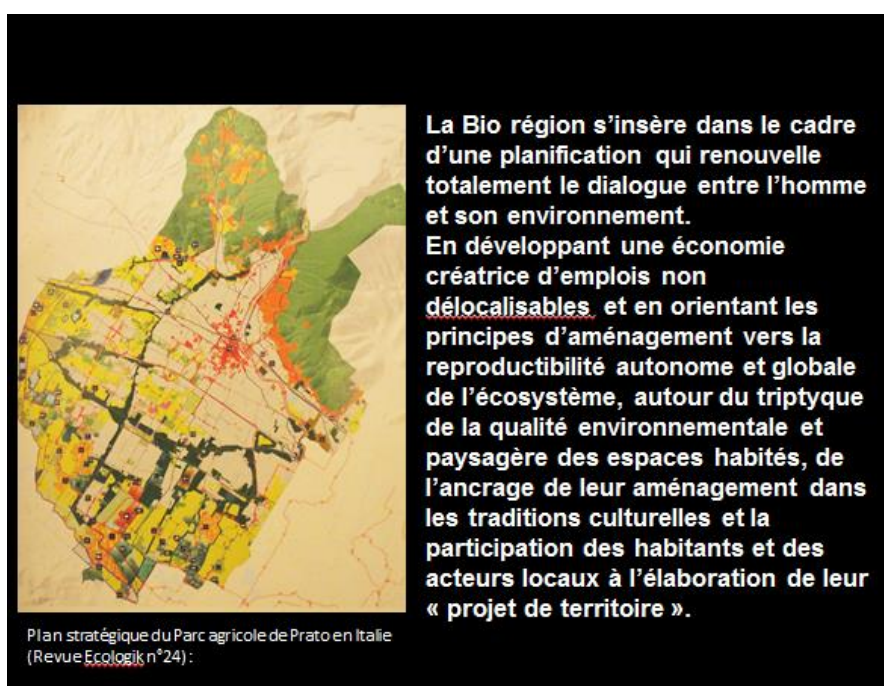 La Bio région s'insère dans le cadre
d'une planification qui renouvelle
totalement le dialogue entre l'homme
et son environnement.
En développant une économie
créatrice d'emplois non
délocalisables et en orientant les
principes d'aménagement vers la
reproductibilité autonome et globale
de l'écosystème, autour du triptyque
de la qualité environnementale et
paysagère des espaces habités, de
l'ancrage de leur aménagement dans
les traditions culturelles et la
participation des habitants et des
acteurs locaux à l'élaboration de leur
« projet de territoire ».
Plan stratégique du Parc agricole de Prato en Italie
(Revue Ecologik n°24) :